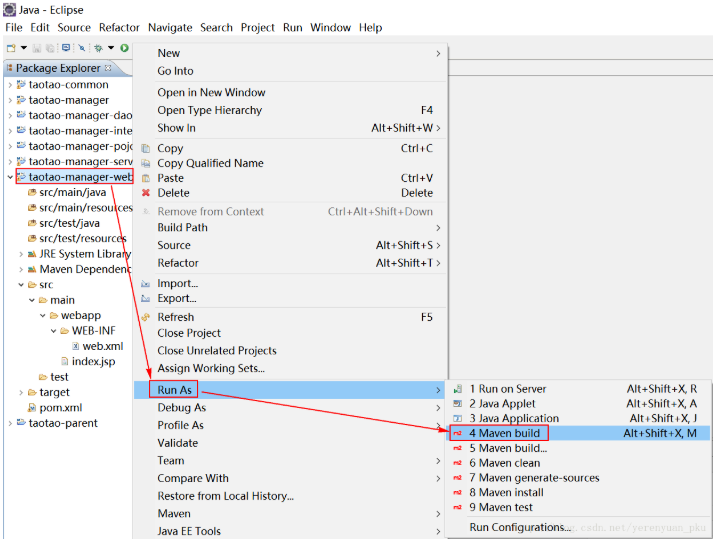 Java - Eclipse
File Edit Source Refactor Navigate Search Project Run Window Help
Package Explorer
taotao-common
taotao-manager
taotao-manager-dao
taotao-manager-inte
taotao-manager-pojo
taotao-manager-serv
taotao-manager-web
src/main/java
src/main/resources
src/test/java
src/test/resources
JRE System Library
Maven Dependenc
src
main
webapp
WEB-INF
web.xml
index.jsp
test
target
pom.xml
taotao-parent
New
Go Into
Open in New Window
Open Type Hierarchy F4
Show In Alt+Shift+W
Copy Ctrl+C
Copy Qualified Name
Paste Ctrl+V
Delete Delete
Remove from Context Ctrl+Alt+Shift+Down
Build Path
Source Alt+Shift+S
Refactor Alt+Shift+T
Import...
Export...
Refresh F5
Close Project
Close Unrelated Projects
Assign Working Sets...
Run As
Debug As
Profile As
Validate
Team
Compare With
Restore from Local History...
Maven
Java EE Tools
1 Run on Server Alt+Shift+X, R
2 Java Applet Alt+Shift+X, A
3 Java Application Alt+Shift+X, J
4 Maven build Alt+Shift+X, M
5 Maven build...
6 Maven clean
7 Maven generate-sources
8 Maven install
9 Maven test
Run Configurations...
csdn.net/yerenyuan_pku